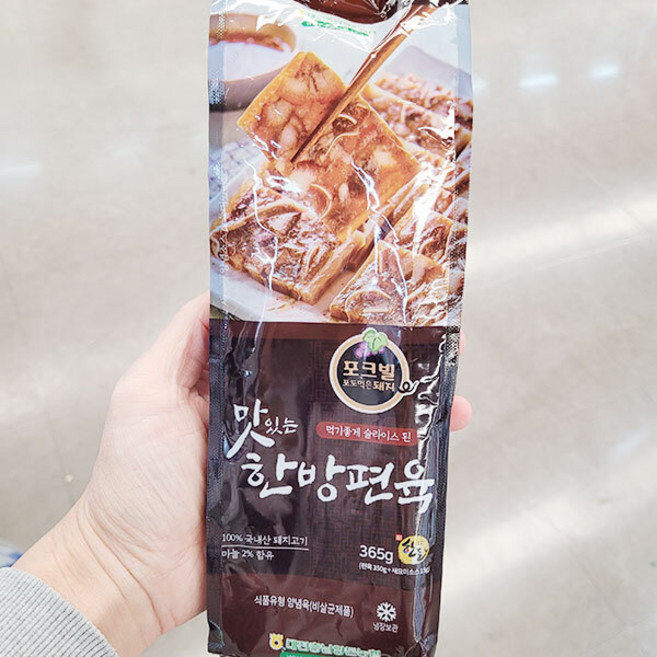 포크빌
포도먹은돼지
먹기좋게 슬라이스 된
맛있는
한방편육
100% 국내산 돼지고기
마늘 2% 함유
365g
식품유형 양념육(비살균제품)
냉장보관